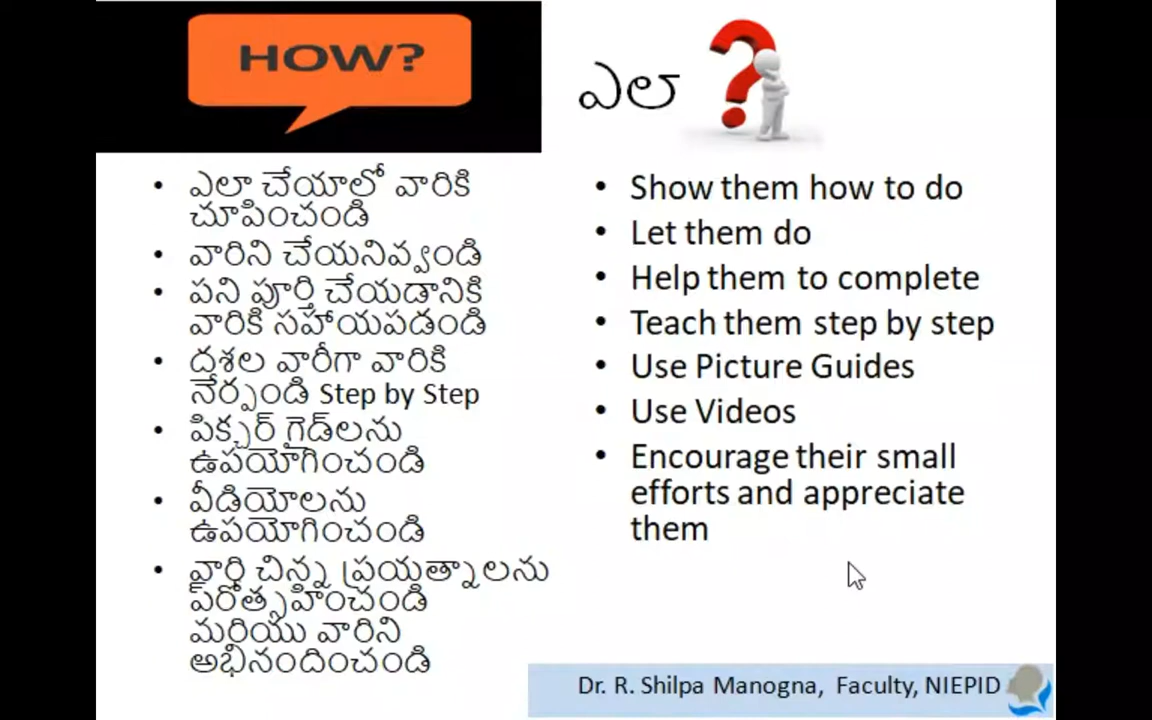 HOW?
ఎలా
• ఎలా చేయాలో వారికి
చూపించండి
• వారిని చేయనివ్వండి
• పని పూర్తి చేయడానికి
వారికి సహాయపడండి
• దశల వారీగా వారికి
నేర్పండి Step by Step
• పిక్చర్ గైడ్‌లను
ఉపయోగించండి
• వీడియోలను
ఉపయోగించండి
• వారి చిన్న ప్రయత్నాలను
ప్రోత్సహించండి
మరియు వారిని
అభినందించండి
• Show them how to do
• Let them do
• Help them to complete
• Teach them step by step
• Use Picture Guides
• Use Videos
• Encourage their small
efforts and appreciate
them
Dr. R. Shilpa Manogna, Faculty, NIEPID